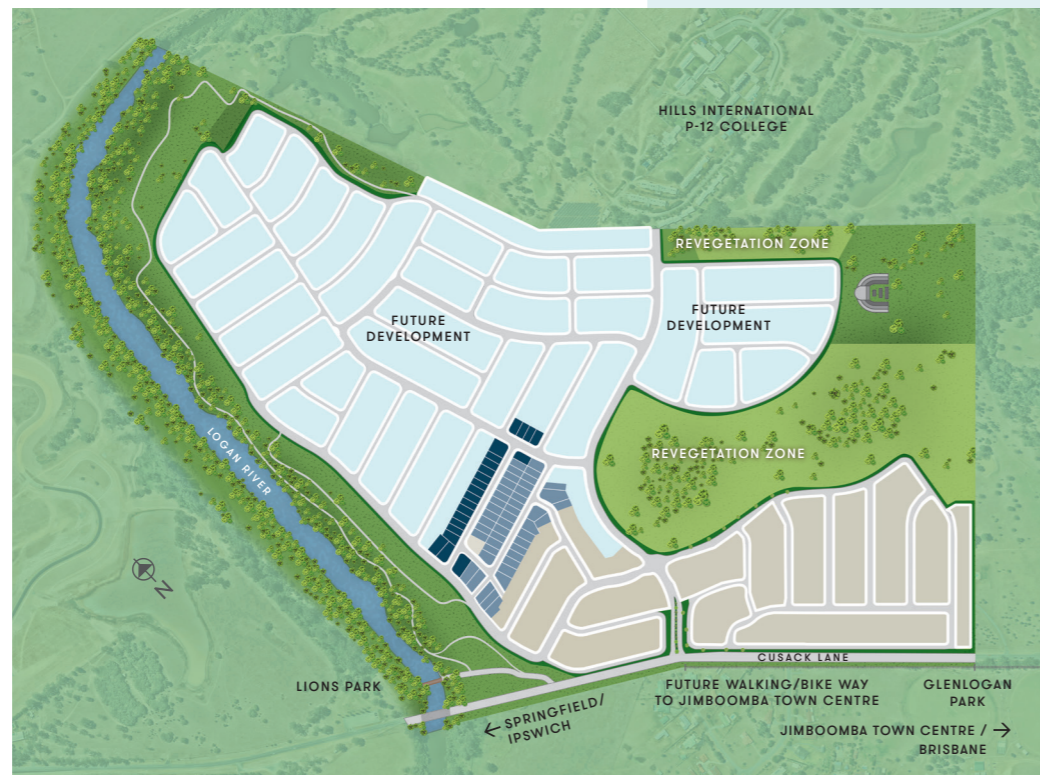 HILLS INTERNATIONAL
P-12 COLLEGE
REVEGETATION ZONE
FUTURE
DEVELOPMENT
FUTURE
DEVELOPMENT
REVEGETATION ZONE
LOGAN RIVER
N
CUSACK LANE
LIONS PARK
FUTURE WALKING/BIKE WAY
TO JIMBOOMBA TOWN CENTRE
GLENLOGAN
PARK
← SPRINGFIELD/
IPSWICH
JIMBOOMBA TOWN CENTRE / →
BRISBANE